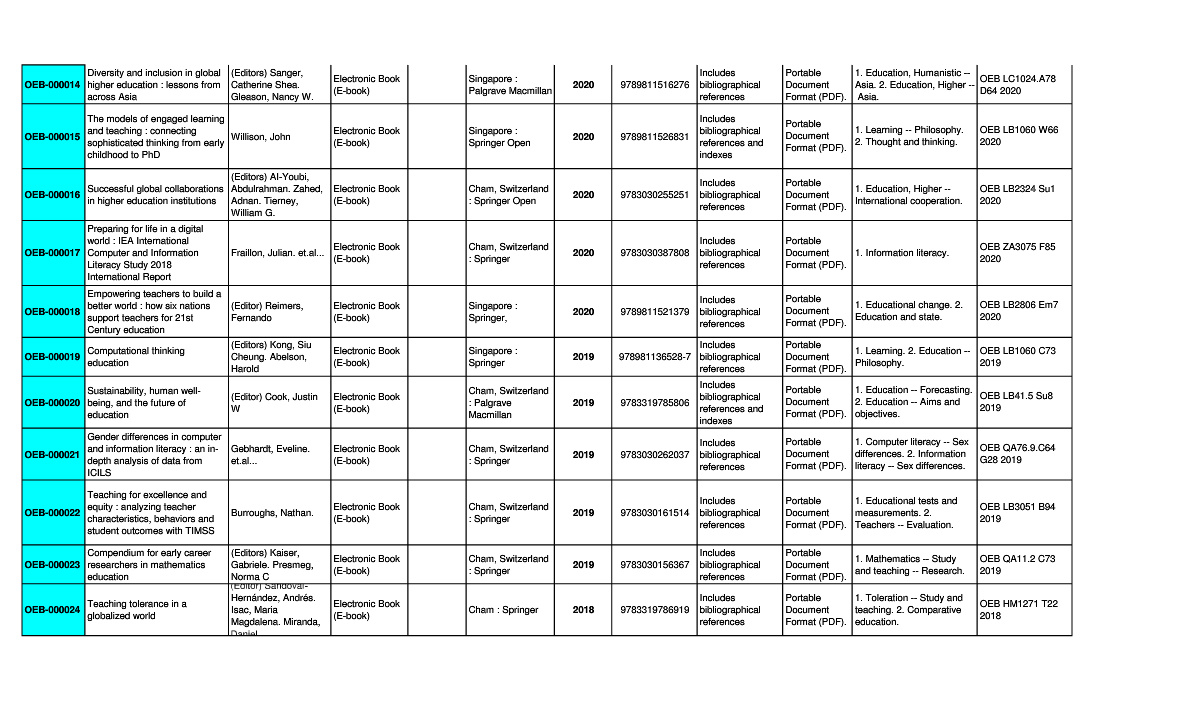 OEB-000014
Diversity and inclusion in global
higher education : lessons from
across Asia
(Editors) Sanger,
Catherine Shea.
Gleason, Nancy W.
Electronic Book
(E-book)
Singapore :
Palgrave Macmillan
2020
9789811516276
Includes
bibliographical
references
Portable
Document
Format (PDF).
1. Education, Humanistic --
Asia. 2. Education, Higher --
Asia.
OEB LC1024.A78
D64 2020
OEB-000015
The models of engaged learning
and teaching : connecting
sophisticated thinking from early
childhood to PhD
Willison, John
Electronic Book
(E-book)
Singapore :
Springer Open
2020
9789811526831
Includes
bibliographical
references and
indexes
Portable
Document
Format (PDF).
1. Learning -- Philosophy.
2. Thought and thinking.
OEB LB1060 W66
2020
OEB-000016
Successful global collaborations
in higher education institutions
(Editors) Al-Youbi,
Abdulrahman. Zahed,
Adnan. Tierney,
William G.
Electronic Book
(E-book)
Cham, Switzerland
: Springer Open
2020
9783030255251
Includes
bibliographical
references
Portable
Document
Format (PDF).
1. Education, Higher --
International cooperation.
OEB LB2324 Su1
2020
OEB-000017
Preparing for life in a digital
world : IEA International
Computer and Information
Literacy Study 2018
International Report
Fraillon, Julian. et.al...
Electronic Book
(E-book)
Cham, Switzerland
: Springer
2020
9783030387808
Includes
bibliographical
references
Portable
Document
Format (PDF).
1. Information literacy.
OEB ZA3075 F85
2020
OEB-000018
Empowering teachers to build a
better world : how six nations
support teachers for 21st
Century education
(Editor) Reimers,
Fernando
Electronic Book
(E-book)
Singapore :
Springer,
2020
9789811521379
Includes
bibliographical
references
Portable
Document
Format (PDF).
1. Educational change. 2.
Education and state.
OEB LB2806 Em7
2020
OEB-000019
Computational thinking
education
(Editors) Kong, Siu
Cheung. Abelson,
Harold
Electronic Book
(E-book)
Singapore :
Springer
2019
978981136528-7
Includes
bibliographical
references
Portable
Document
Format (PDF).
1. Learning. 2. Education --
Philosophy.
OEB LB1060 C73
2019
OEB-000020
Sustainability, human well-
being, and the future of
education
(Editor) Cook, Justin
W
Electronic Book
(E-book)
Cham, Switzerland
: Palgrave
Macmillan
2019
9783319785806
Includes
bibliographical
references and
indexes
Portable
Document
Format (PDF).
1. Education -- Forecasting.
2. Education -- Aims and
objectives.
OEB LB41.5 Su8
2019
OEB-000021
Gender differences in computer
and information literacy : an in-
depth analysis of data from
ICILS
Gebhardt, Eveline.
et.al...
Electronic Book
(E-book)
Cham, Switzerland
: Springer
2019
9783030262037
Includes
bibliographical
references
Portable
Document
Format (PDF).
1. Computer literacy -- Sex
differences. 2. Information
literacy -- Sex differences.
OEB QA76.9.C64
G28 2019
OEB-000022
Teaching for excellence and
equity : analyzing teacher
characteristics, behaviors and
student outcomes with TIMSS
Burroughs, Nathan.
Electronic Book
(E-book)
Cham, Switzerland
: Springer
2019
9783030161514
Includes
bibliographical
references
Portable
Document
Format (PDF).
1. Educational tests and
measurements. 2.
Teachers -- Evaluation.
OEB LB3051 B94
2019
OEB-000023
Compendium for early career
researchers in mathematics
education
(Editors) Kaiser,
Gabriele. Presmeg,
Norma C
Electronic Book
(E-book)
Cham, Switzerland
: Springer
2019
9783030156367
Includes
bibliographical
references
Portable
Document
Format (PDF).
1. Mathematics -- Study
and teaching -- Research.
OEB QA11.2 C73
2019
OEB-000024
Teaching tolerance in a
globalized world
(Editor) Sandoval-
Hernández, Andrés.
Isac, Maria
Magdalena. Miranda,
Daniel
Electronic Book
(E-book)
Cham : Springer
2018
9783319786919
Includes
bibliographical
references
Portable
Document
Format (PDF).
1. Toleration -- Study and
teaching. 2. Comparative
education.
OEB HM1271 T22
2018